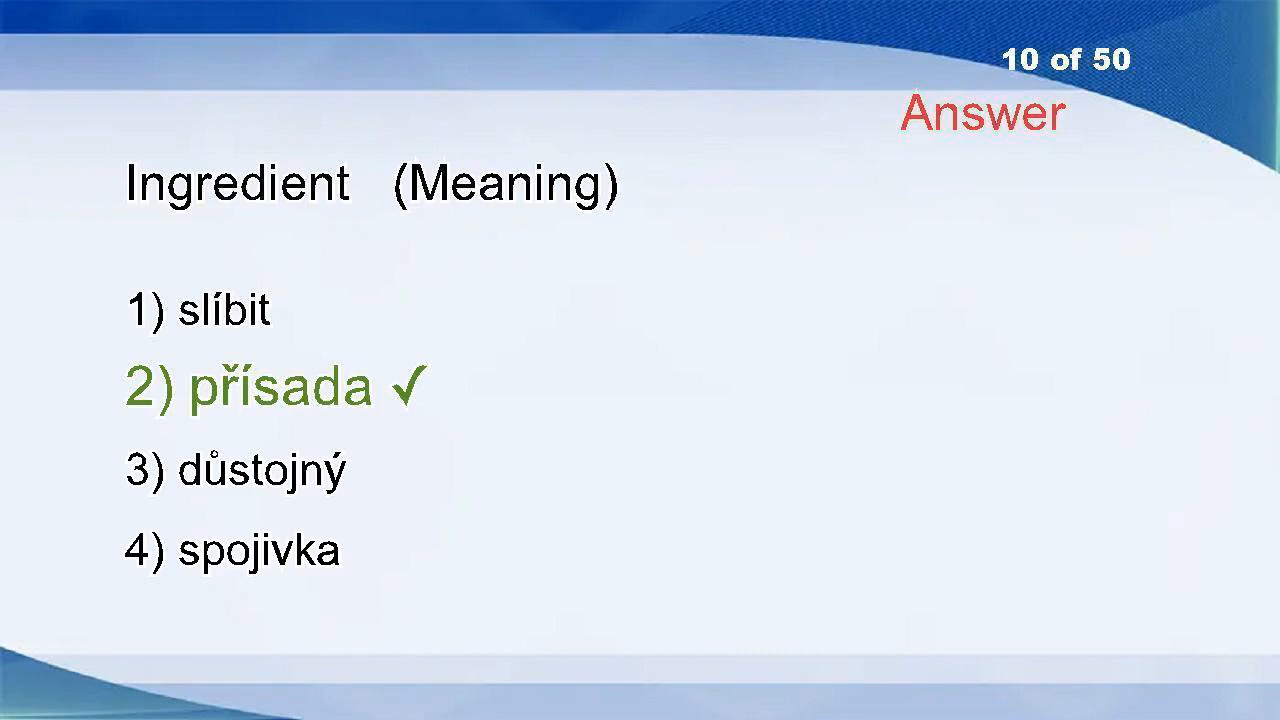 10 of 50
Answer
Ingredient (Meaning)
1) slíbit
2) přísada ✓
3) důstojný
4) spojivka